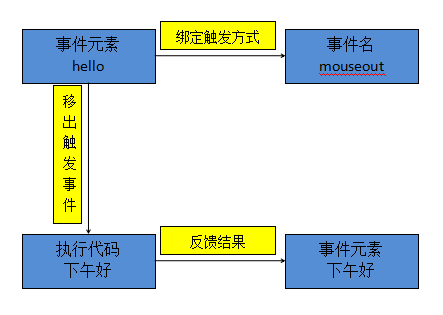 事件元素
hello
绑定触发方式
事件名
mouseout
移出触发事件
执行代码
下午好
反馈结果
事件元素
下午好